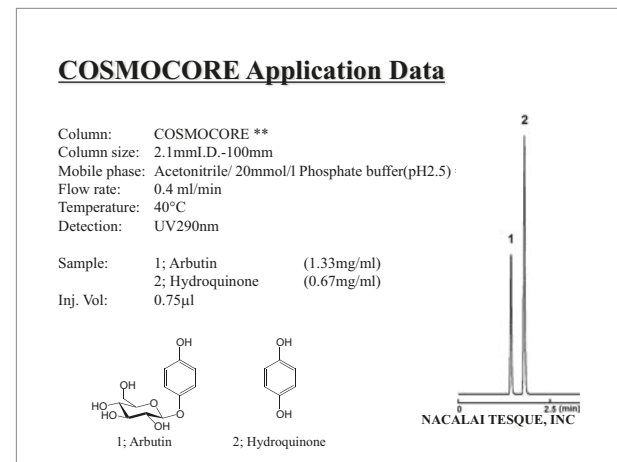 COSMOCORE Application Data
Column: COSMOCORE **
Column size: 2.1mmI.D.-100mm
Mobile phase: Acetonitrile/ 20mmol/l Phosphate buffer(pH2.5) :
Flow rate: 0.4 ml/min
Temperature: 40°C
Detection: UV290nm
Sample: 1; Arbutin (1.33mg/ml)
2; Hydroquinone (0.67mg/ml)
Inj. Vol: 0.75μl
2
1
0 2.5 (min)
NACALAI TESQUE, INC
OH
OH
O
HO
HO
OH
O
OH
OH
1; Arbutin
2; Hydroquinone